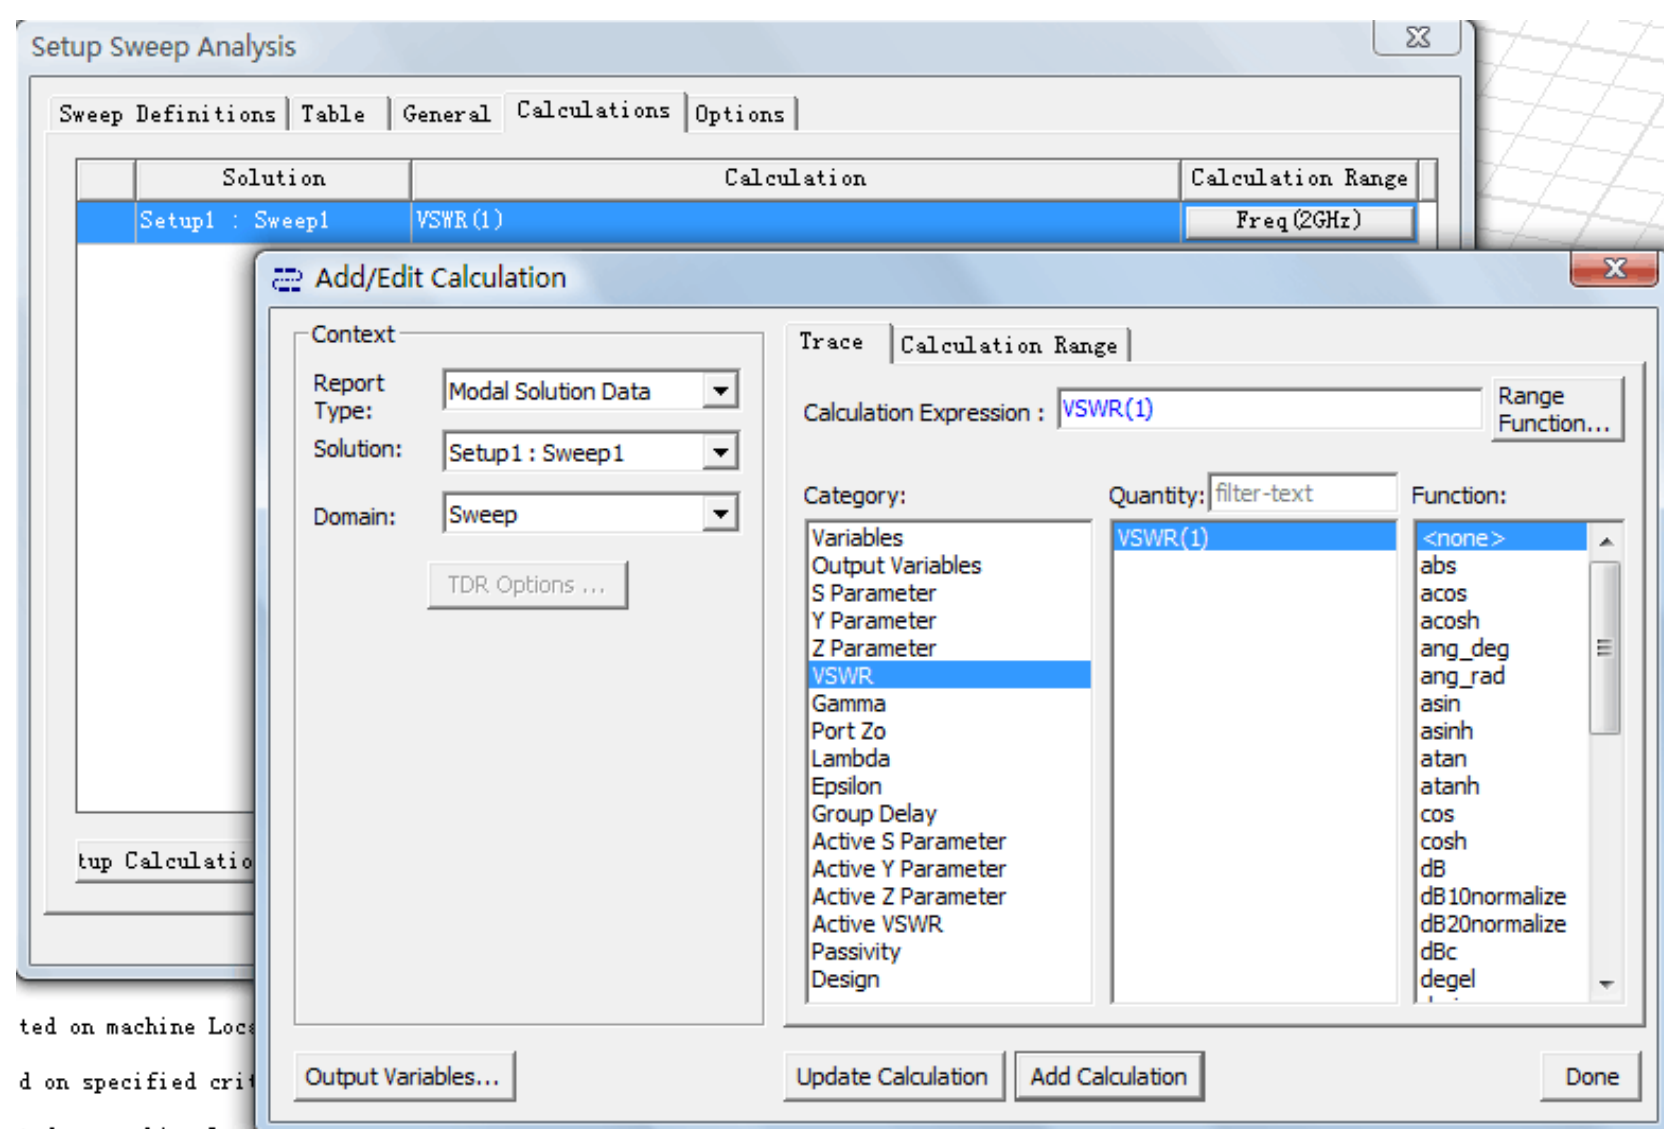 Setup Sweep Analysis
Sweep Definitions Table General Calculations Options
Solution Calculation Calculation Range
Setup1 : Sweep1 VSWR(1) Freq(2GHz)
Add/Edit Calculation
Context
Report Type:
Modal Solution Data
Solution:
Setup1 : Sweep1
Domain:
Sweep
TDR Options ...
Trace Calculation Range
Calculation Expression : VSWR(1)
Range Function...
Category:
Variables
Output Variables
S Parameter
Y Parameter
Z Parameter
VSWR
Gamma
Port Zo
Lambda
Epsilon
Group Delay
Active S Parameter
Active Y Parameter
Active Z Parameter
Active VSWR
Passivity
Design
Quantity: filter-text
VSWR(1)
Function:
<none>
abs
acos
acosh
ang_deg
ang_rad
asin
asinh
atan
atanh
cos
cosh
dB
dB10normalize
dB20normalize
dBc
degel
tup Calculatio
ted on machine Loca
d on specified crit
Output Variables...
Update Calculation
Add Calculation
Done